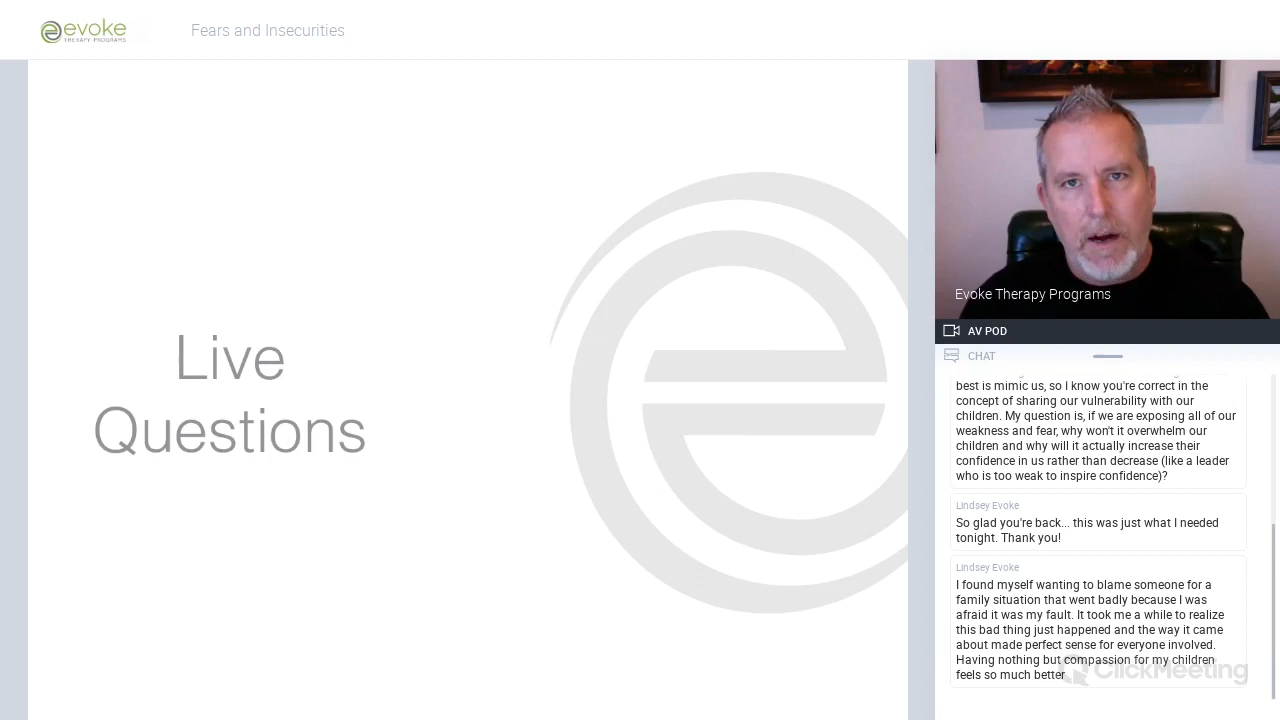 evoke
THERAPY PROGRAMS
Fears and Insecurities
Live
Questions
Evoke Therapy Programs
AV POD
CHAT
best is mimic us, so I know you're correct in the
concept of sharing our vulnerability with our
children. My question is, if we are exposing all of our
weakness and fear, why won't it overwhelm our
children and why will it actually increase their
confidence in us rather than decrease (like a leader
who is too weak to inspire confidence)?
Lindsey Evoke
So glad you're back... this was just what I needed
tonight. Thank you!
Lindsey Evoke
I found myself wanting to blame someone for a
family situation that went badly because I was
afraid it was my fault. It took me a while to realize
this bad thing just happened and the way it came
about made perfect sense for everyone involved.
Having nothing but compassion for my children
feels so much better
ClickMeeting